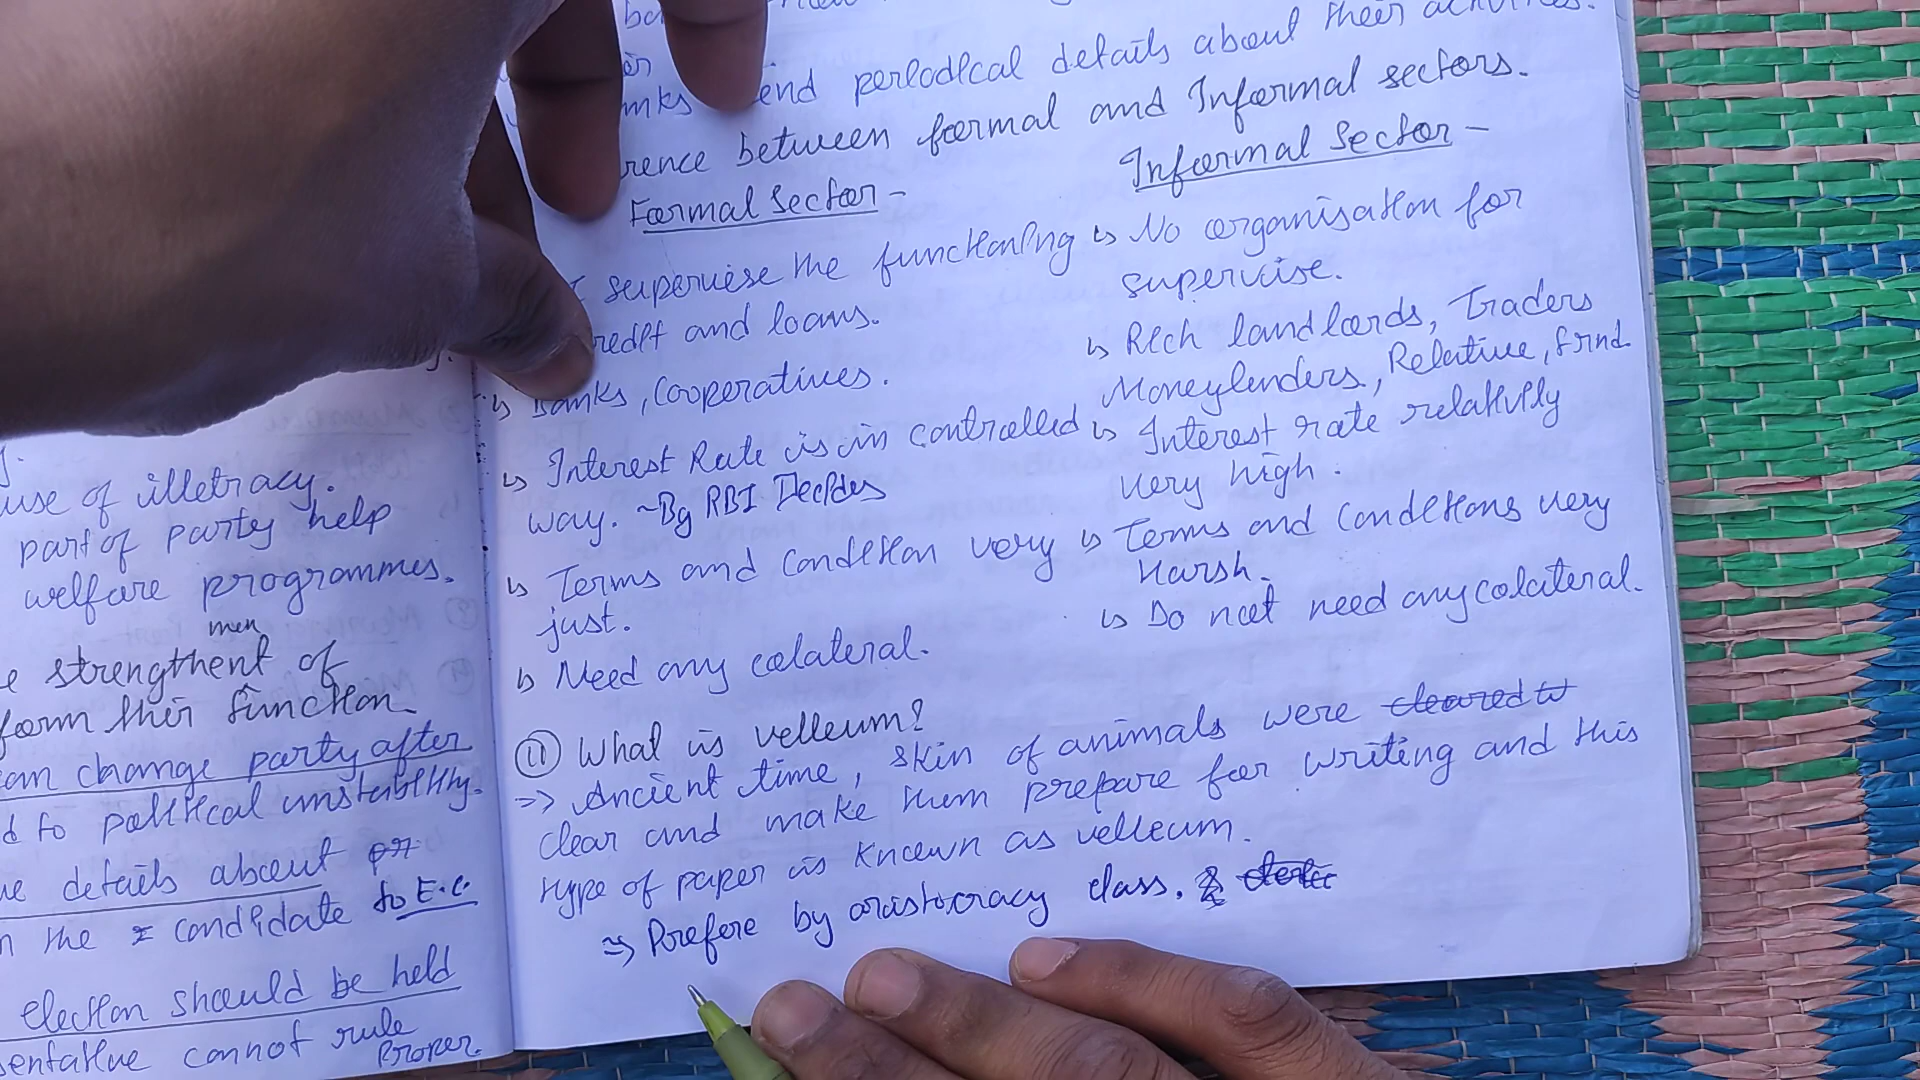 use of illetracy.
part of party help
welfare programmes.
men
e strengthent of
form thir function
an change party after
d to political unstability.
ue details about
n the candidate to E.C.
election should be held
sentative cannot rule
Proper.
end periodical details about their activities.
rence between formal and Informal sectors.
Formal Sector - Informal Sector -
I supervise the functioning
redit and loans.
↳ Banks, Cooperatives.
↳ Interest Rate is in controlled
way. ~By RBI Decides
↳ Terms and Condition very
just.
↳ Need any colateral.
↳ No organisation for
supervise.
↳ Rich landlords, Traders
Moneylenders, Relative, frnd
↳ Interest rate relativly
very high.
↳ Terms and Conditions very
Harsh.
↳ Do not need any colateral.
⑪ What is velleum?
=> Ancient time, skin of animals were cleared w
clear and make them prepare for writing and this
type of paper is known as velleum.
=> Prefere by aristocracy class.